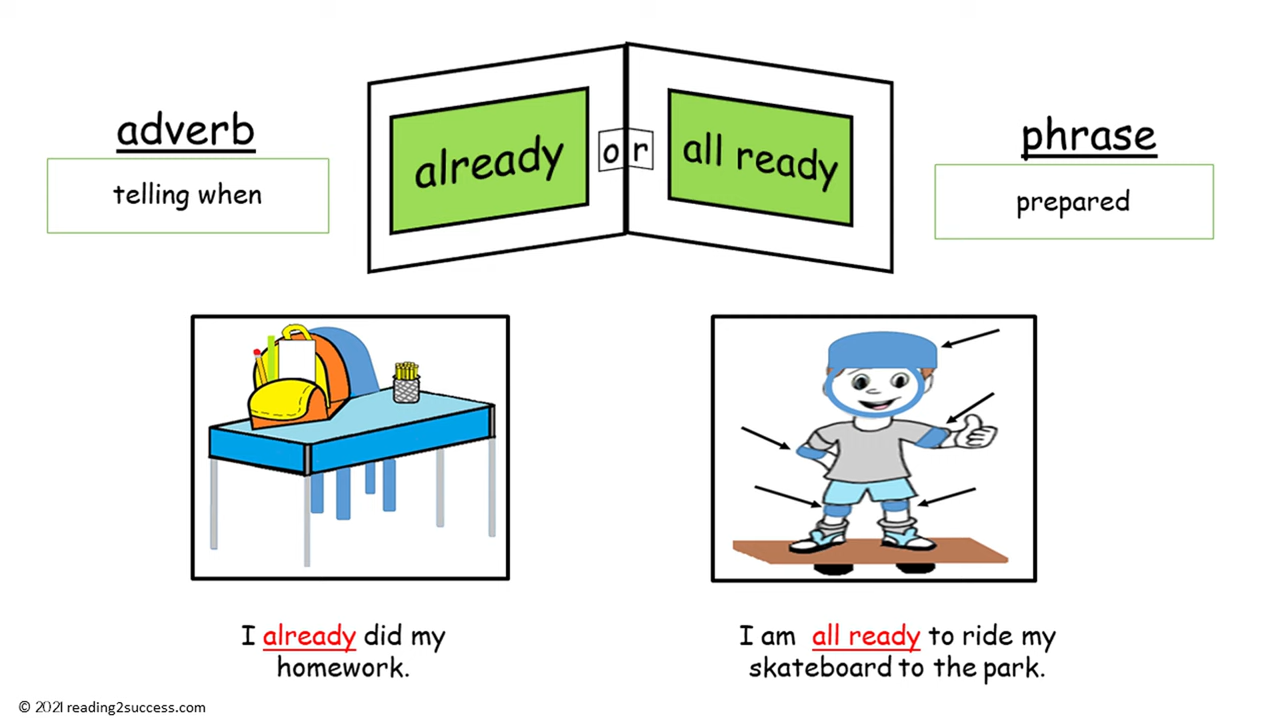 adverb
telling when
already
or
all ready
phrase
prepared
I already did my
homework.
I am all ready to ride my
skateboard to the park.
© 2021 reading2success.com